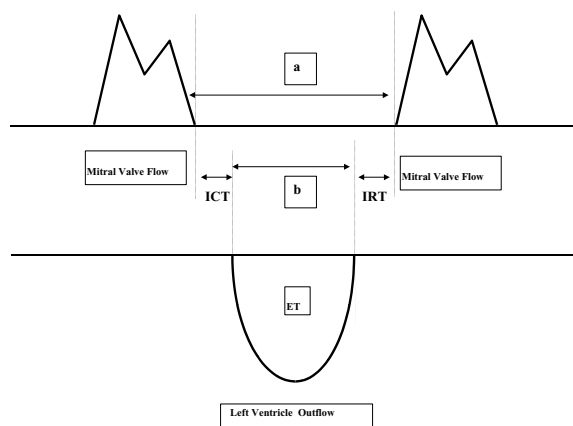 a
Mitral Valve Flow
Mitral Valve Flow
ICT
b
IRT
ET
Left Ventricle Outflow